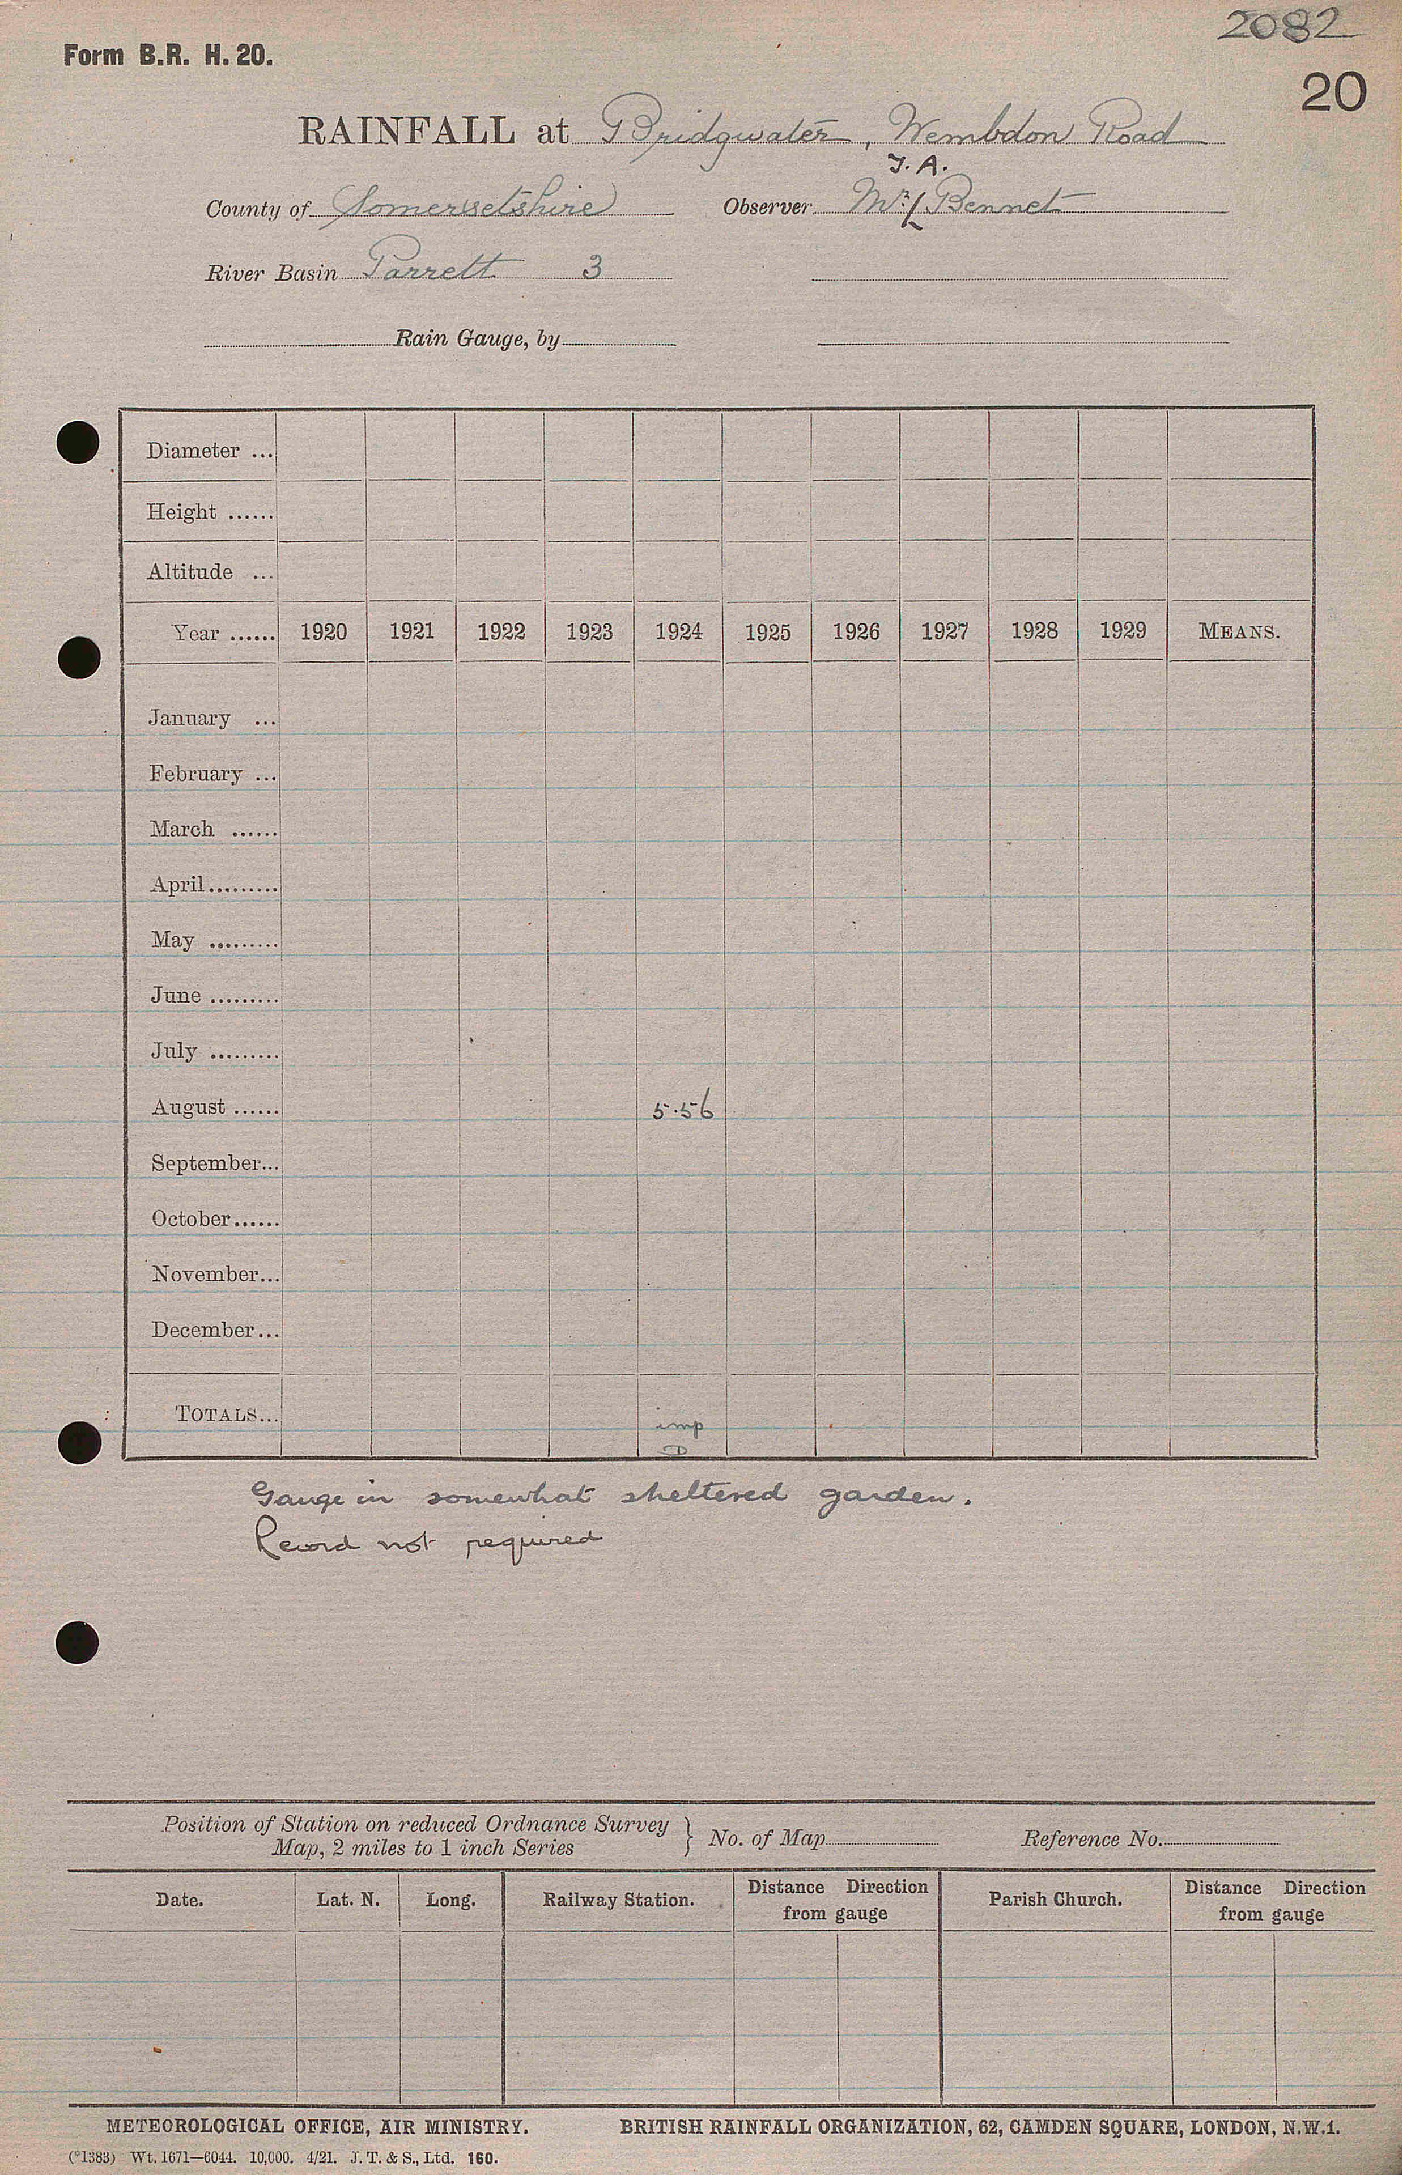 2082
Form B.R. H. 20.
20
RAINFALL at Bridgwater, Wembdon Road
J. A.
County of Somersetshire Observer Mr. Bennet
River Basin Parrett 3
Rain Gauge, by
Diameter ...
Height ......
Altitude ...
Year ...... 1920 1921 1922 1923 1924 1925 1926 1927 1928 1929 MEANS.
January ...
February ...
March ......
April.........
May .........
June .........
July .........
August ...... 5.56
September...
October......
November...
December...
TOTALS... imp
D
Gauge in somewhat sheltered garden.
Record not required
Position of Station on reduced Ordnance Survey
Map, 2 miles to 1 inch Series } No. of Map Reference No.
Date. Lat. N. Long. Railway Station. Distance Direction from gauge Parish Church. Distance Direction from gauge
METEOROLOGICAL OFFICE, AIR MINISTRY. BRITISH RAINFALL ORGANIZATION, 62, CAMDEN SQUARE, LONDON, N.W.1.
(*1383) Wt. 1671—6044. 10,000. 4/21. J. T. & S., Ltd. 160.